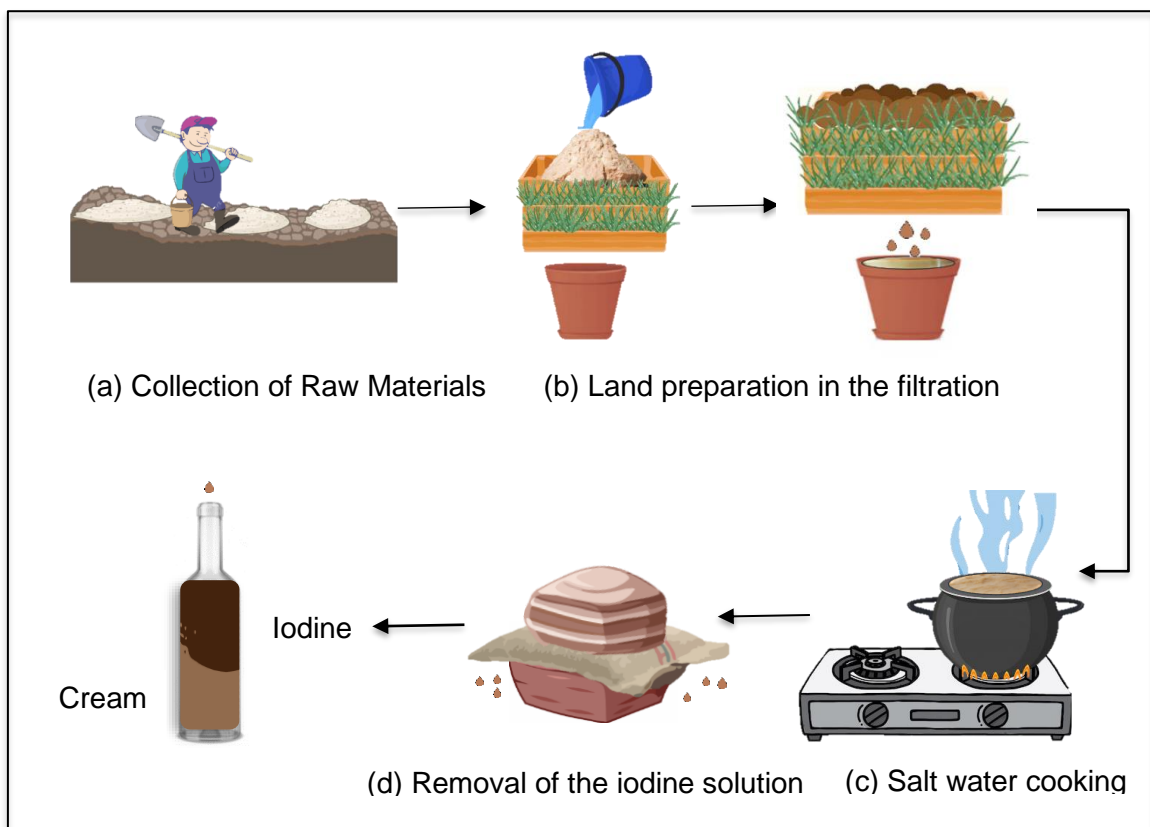 (a) Collection of Raw Materials
(b) Land preparation in the filtration
Iodine
Cream
(d) Removal of the iodine solution
(c) Salt water cooking